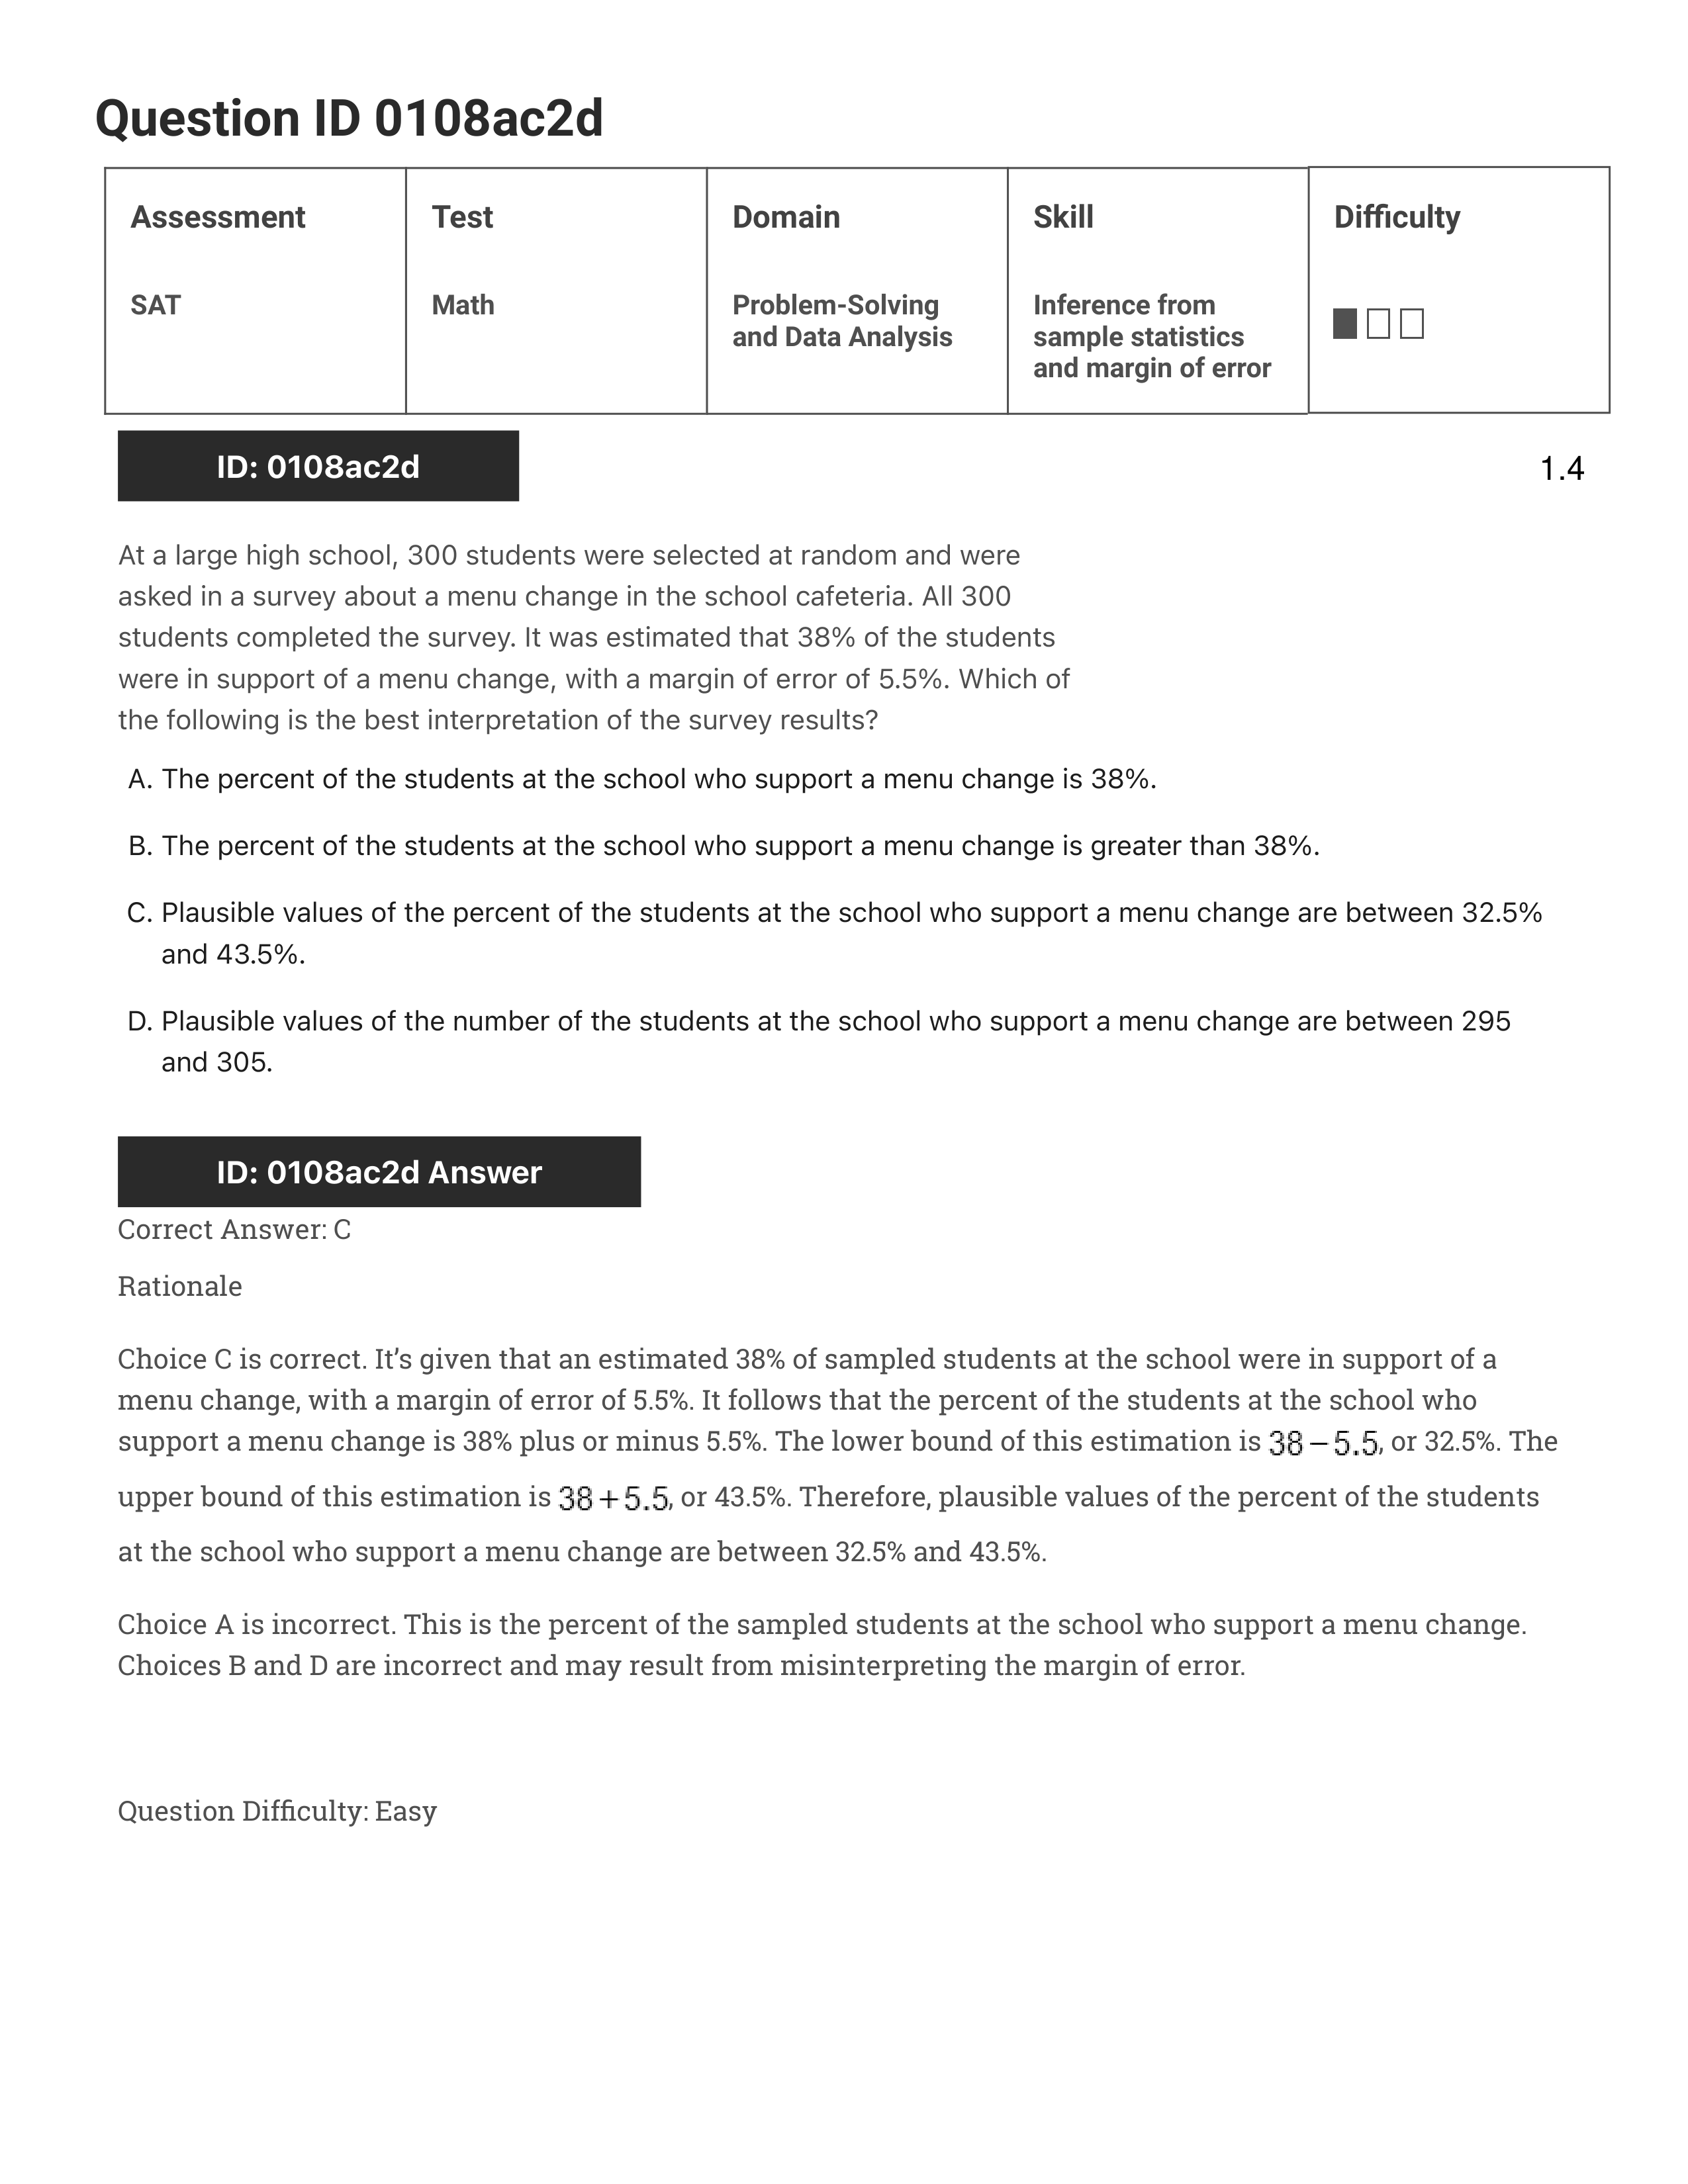 Question ID 0108ac2d
Assessment
Test
Domain
Skill
Difficulty
SAT
Math
Problem-Solving
and Data Analysis
Inference from
sample statistics
and margin of error
ID: 0108ac2d
1.4
At a large high school, 300 students were selected at random and were
asked in a survey about a menu change in the school cafeteria. All 300
students completed the survey. It was estimated that 38% of the students
were in support of a menu change, with a margin of error of 5.5%. Which of
the following is the best interpretation of the survey results?
A. The percent of the students at the school who support a menu change is 38%.
B. The percent of the students at the school who support a menu change is greater than 38%.
C. Plausible values of the percent of the students at the school who support a menu change are between 32.5%
and 43.5%.
D. Plausible values of the number of the students at the school who support a menu change are between 295
and 305.
ID: 0108ac2d Answer
Correct Answer: C
Rationale
Choice C is correct. It’s given that an estimated 38% of sampled students at the school were in support of a
menu change, with a margin of error of 5.5%. It follows that the percent of the students at the school who
support a menu change is 38% plus or minus 5.5%. The lower bound of this estimation is 38 − 5.5, or 32.5%. The
upper bound of this estimation is 38 + 5.5, or 43.5%. Therefore, plausible values of the percent of the students
at the school who support a menu change are between 32.5% and 43.5%.
Choice A is incorrect. This is the percent of the sampled students at the school who support a menu change.
Choices B and D are incorrect and may result from misinterpreting the margin of error.
Question Difficulty: Easy